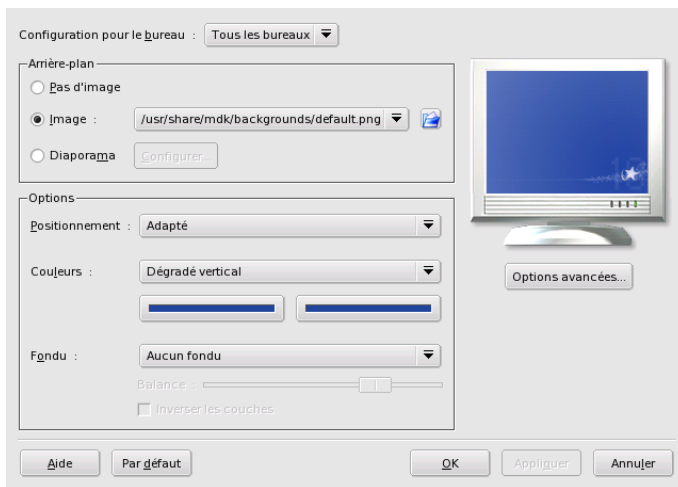 Configuration pour le bureau : Tous les bureaux
Arrière-plan
Pas d'image
Image : /usr/share/mdk/backgrounds/default.png
Diaporama Configurer...
Options
Positionnement : Adapté
Couleurs : Dégradé vertical
Options avancées...
Fondu : Aucun fondu
Balance :
Inverser les couches
Aide Par défaut OK Appliquer Annuler